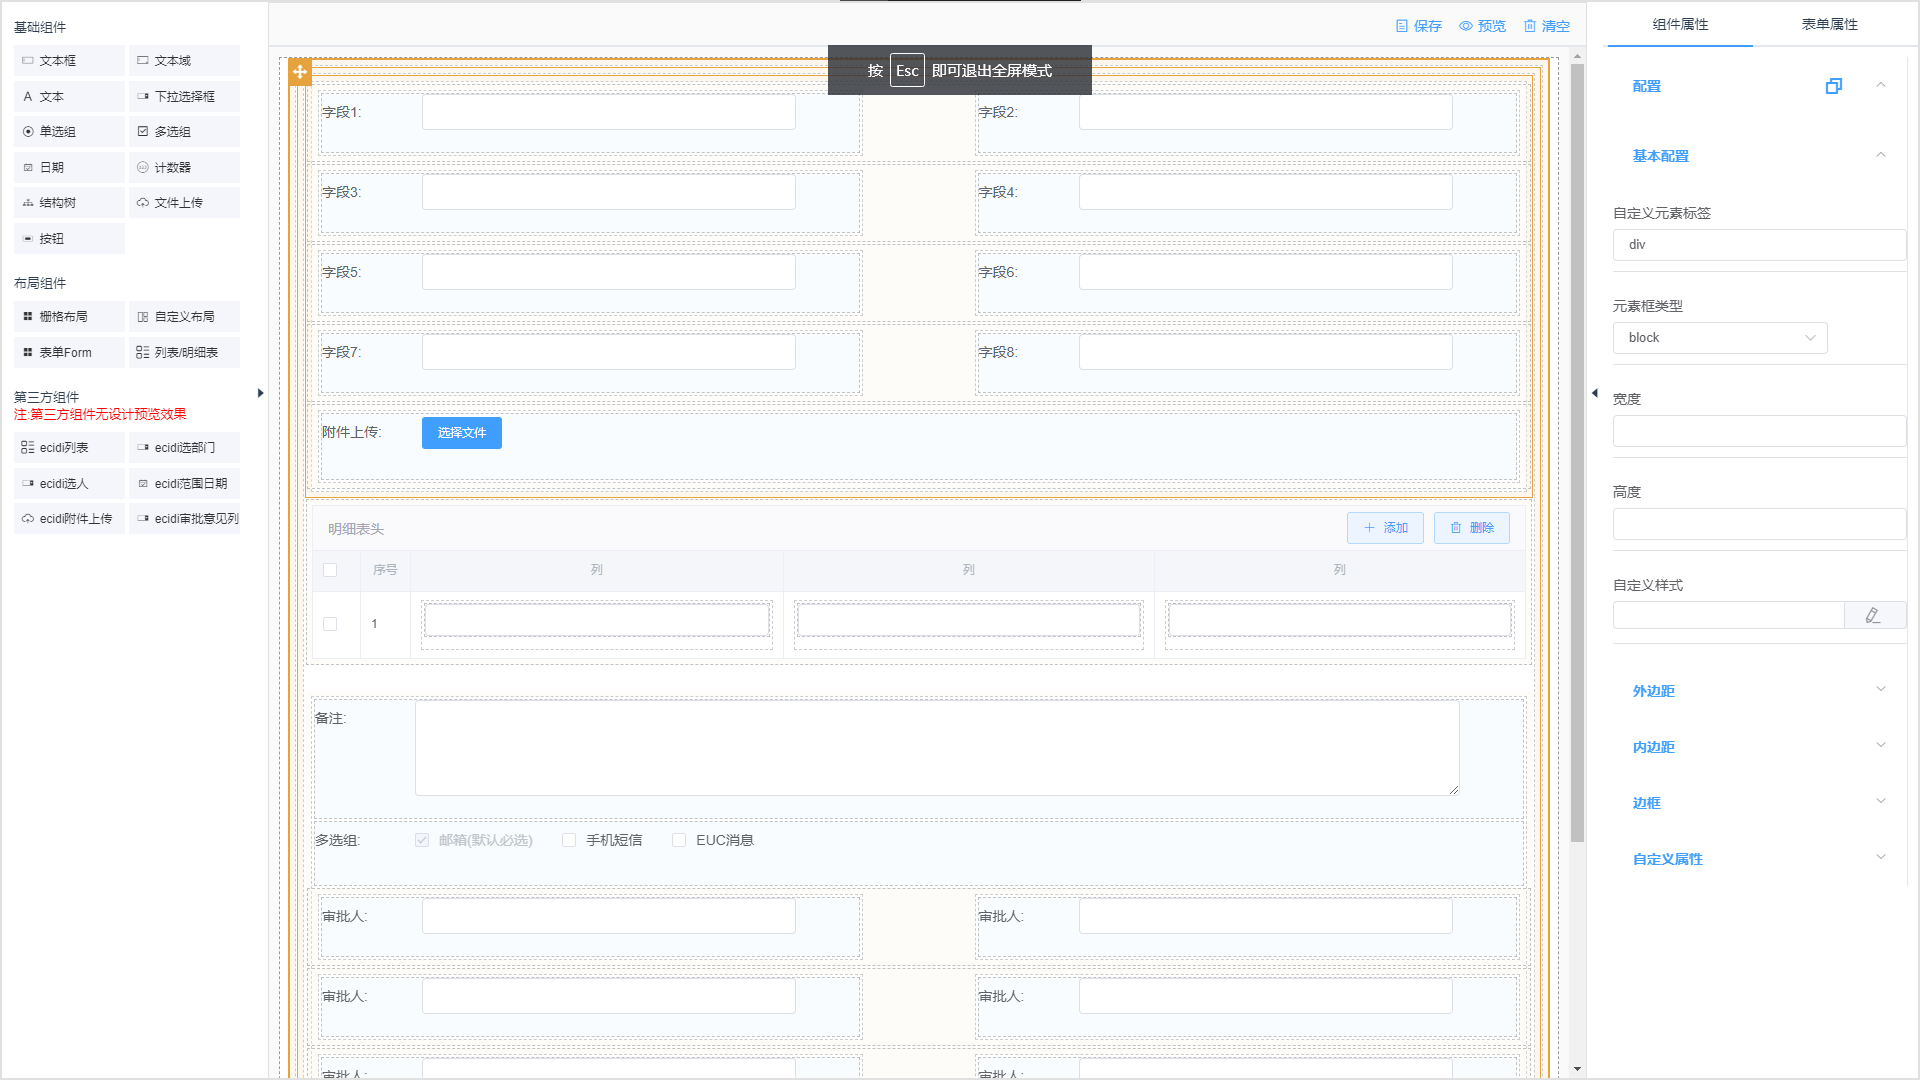 基础组件
文本框
文本域
文本
下拉选择框
单选组
多选组
日期
计数器
结构树
文件上传
按钮
布局组件
栅格布局
自定义布局
表单Form
列表/明细表
第三方组件
注:第三方组件无设计预览效果
ecidi列表
ecidi选部门
ecidi选人
ecidi范围日期
ecidi附件上传
ecidi审批意见列
保存
预览
清空
按 Esc 即可退出全屏模式
字段1:
字段2:
字段3:
字段4:
字段5:
字段6:
字段7:
字段8:
附件上传:
选择文件
明细表头
添加
删除
序号
列
列
列
1
备注:
多选组:
邮箱(默认必选)
手机短信
EUC消息
审批人:
审批人:
审批人:
审批人:
审批人:
审批人:
组件属性
表单属性
配置
基本配置
自定义元素标签
div
元素框类型
block
宽度
高度
自定义样式
外边距
内边距
边框
自定义属性